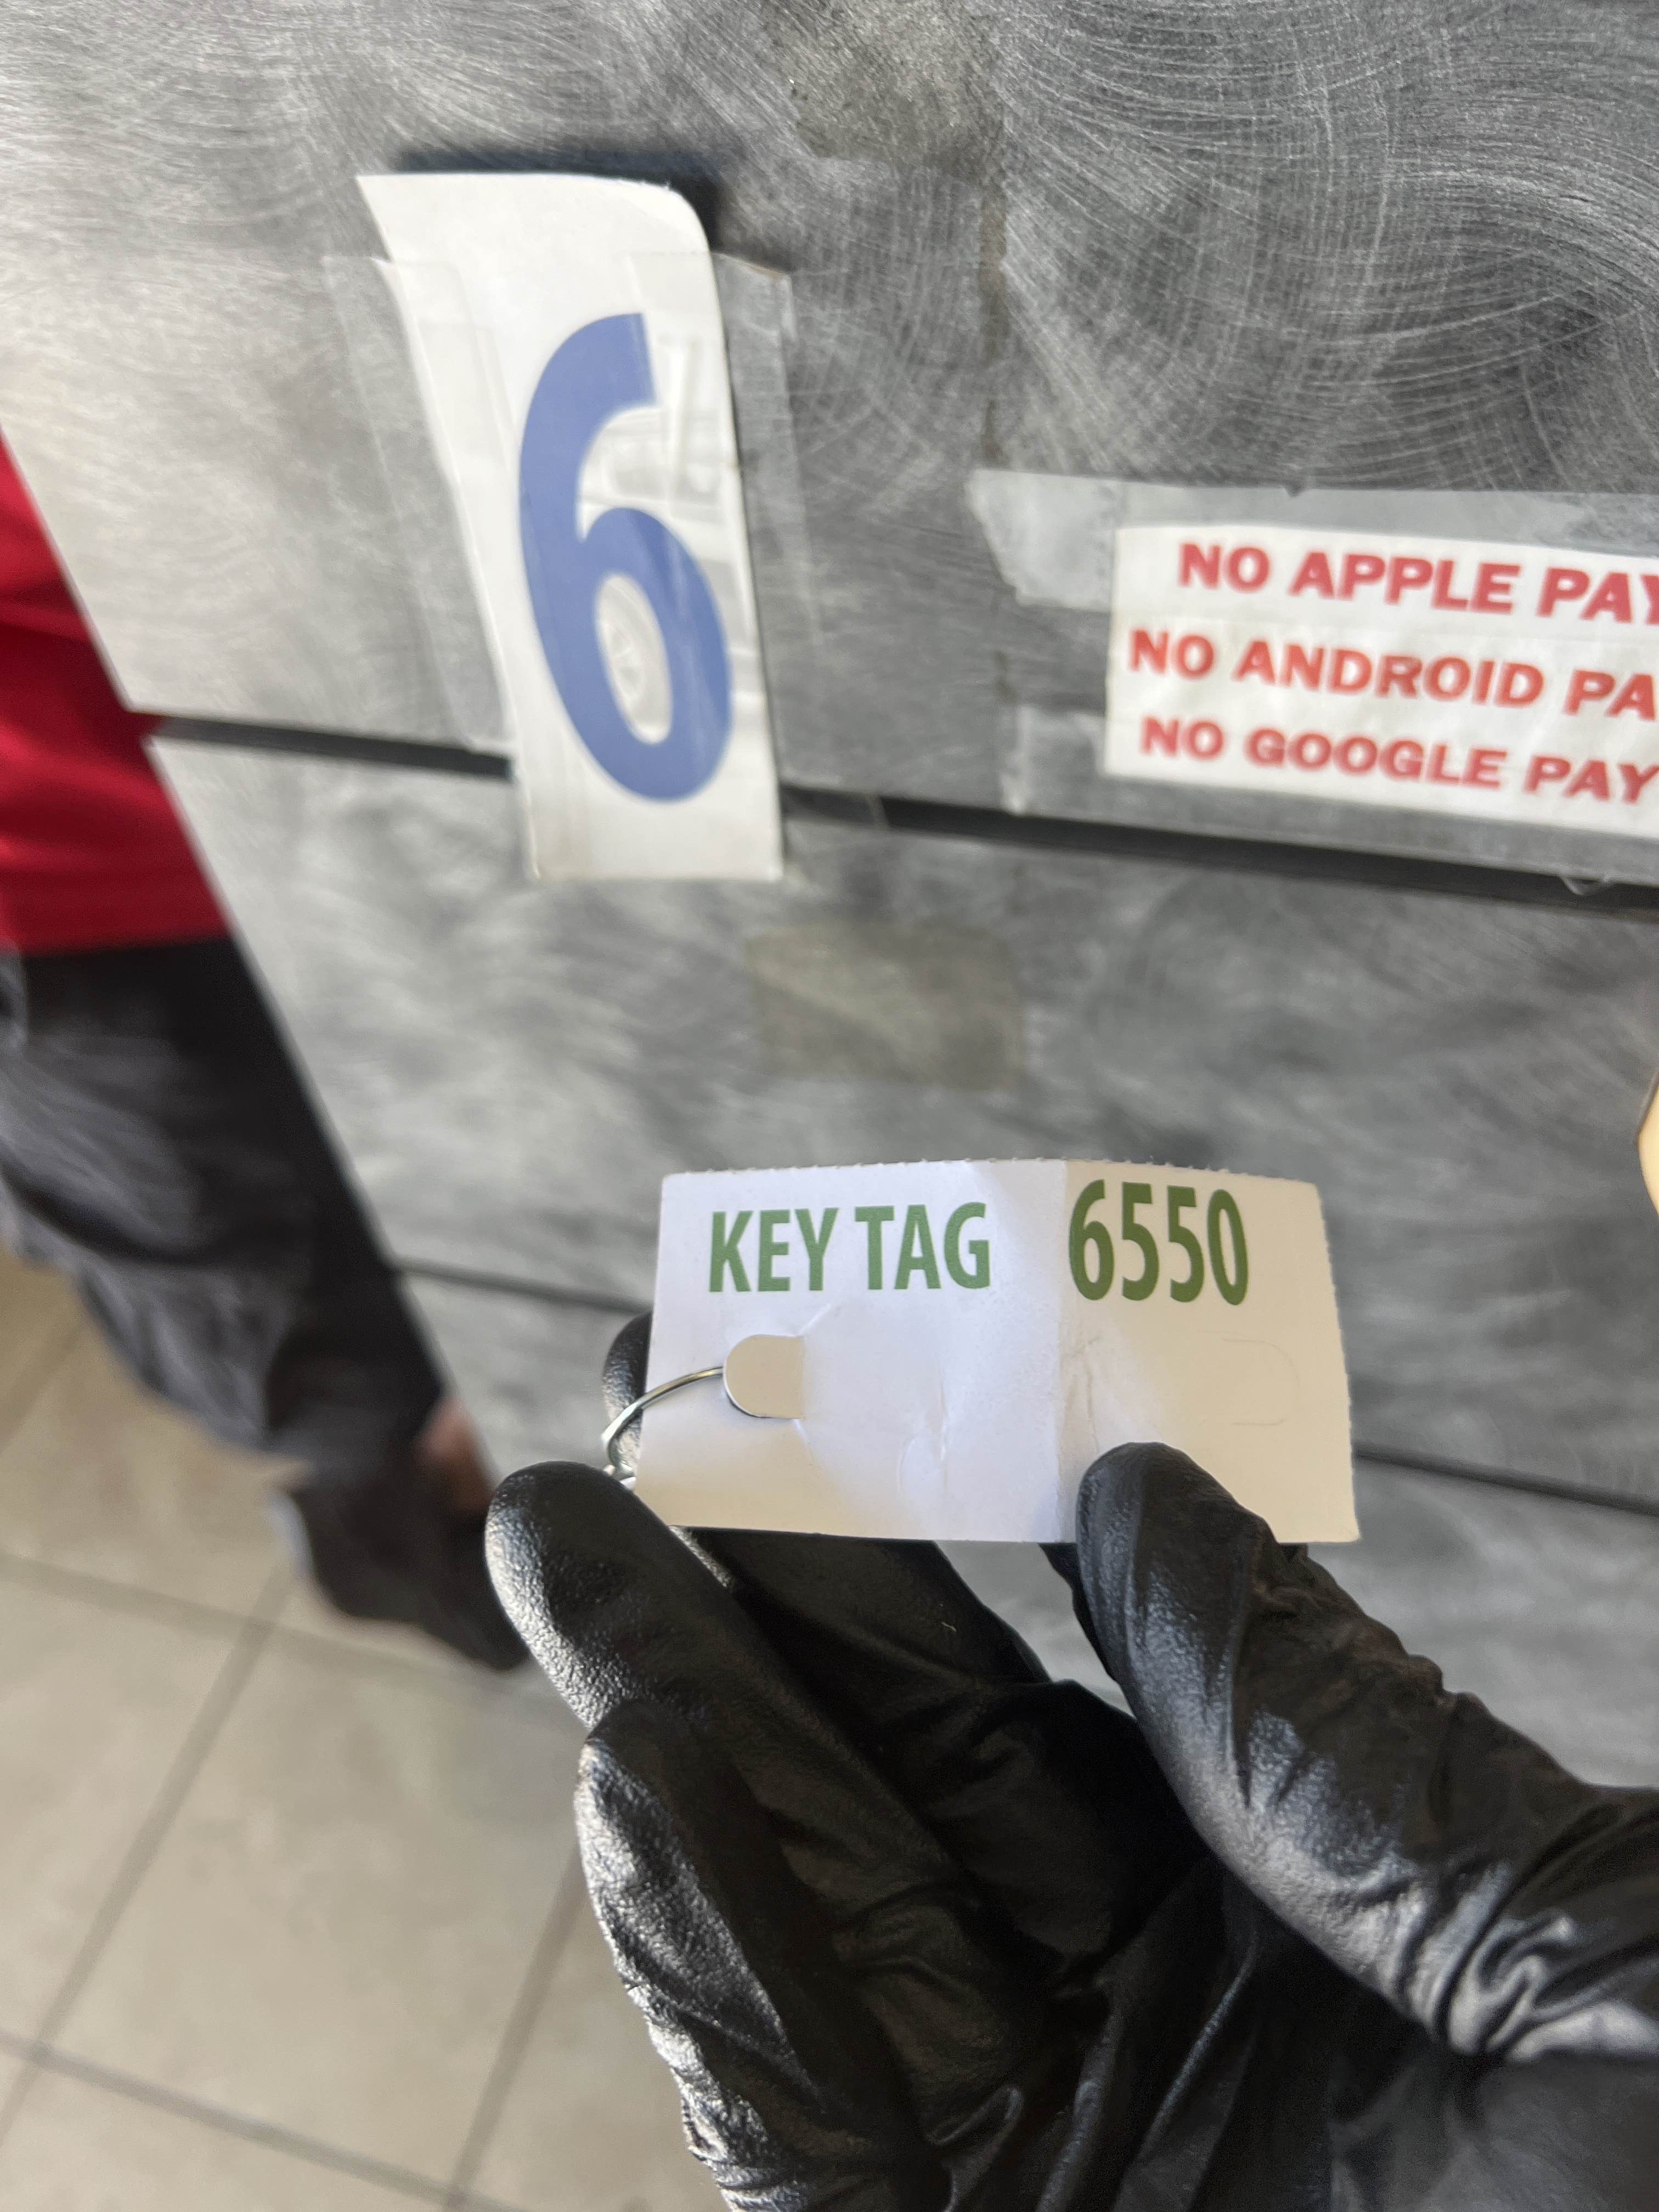 6
NO APPLE PAY
NO ANDROID PA
NO GOOGLE PAY
KEY TAG 6550